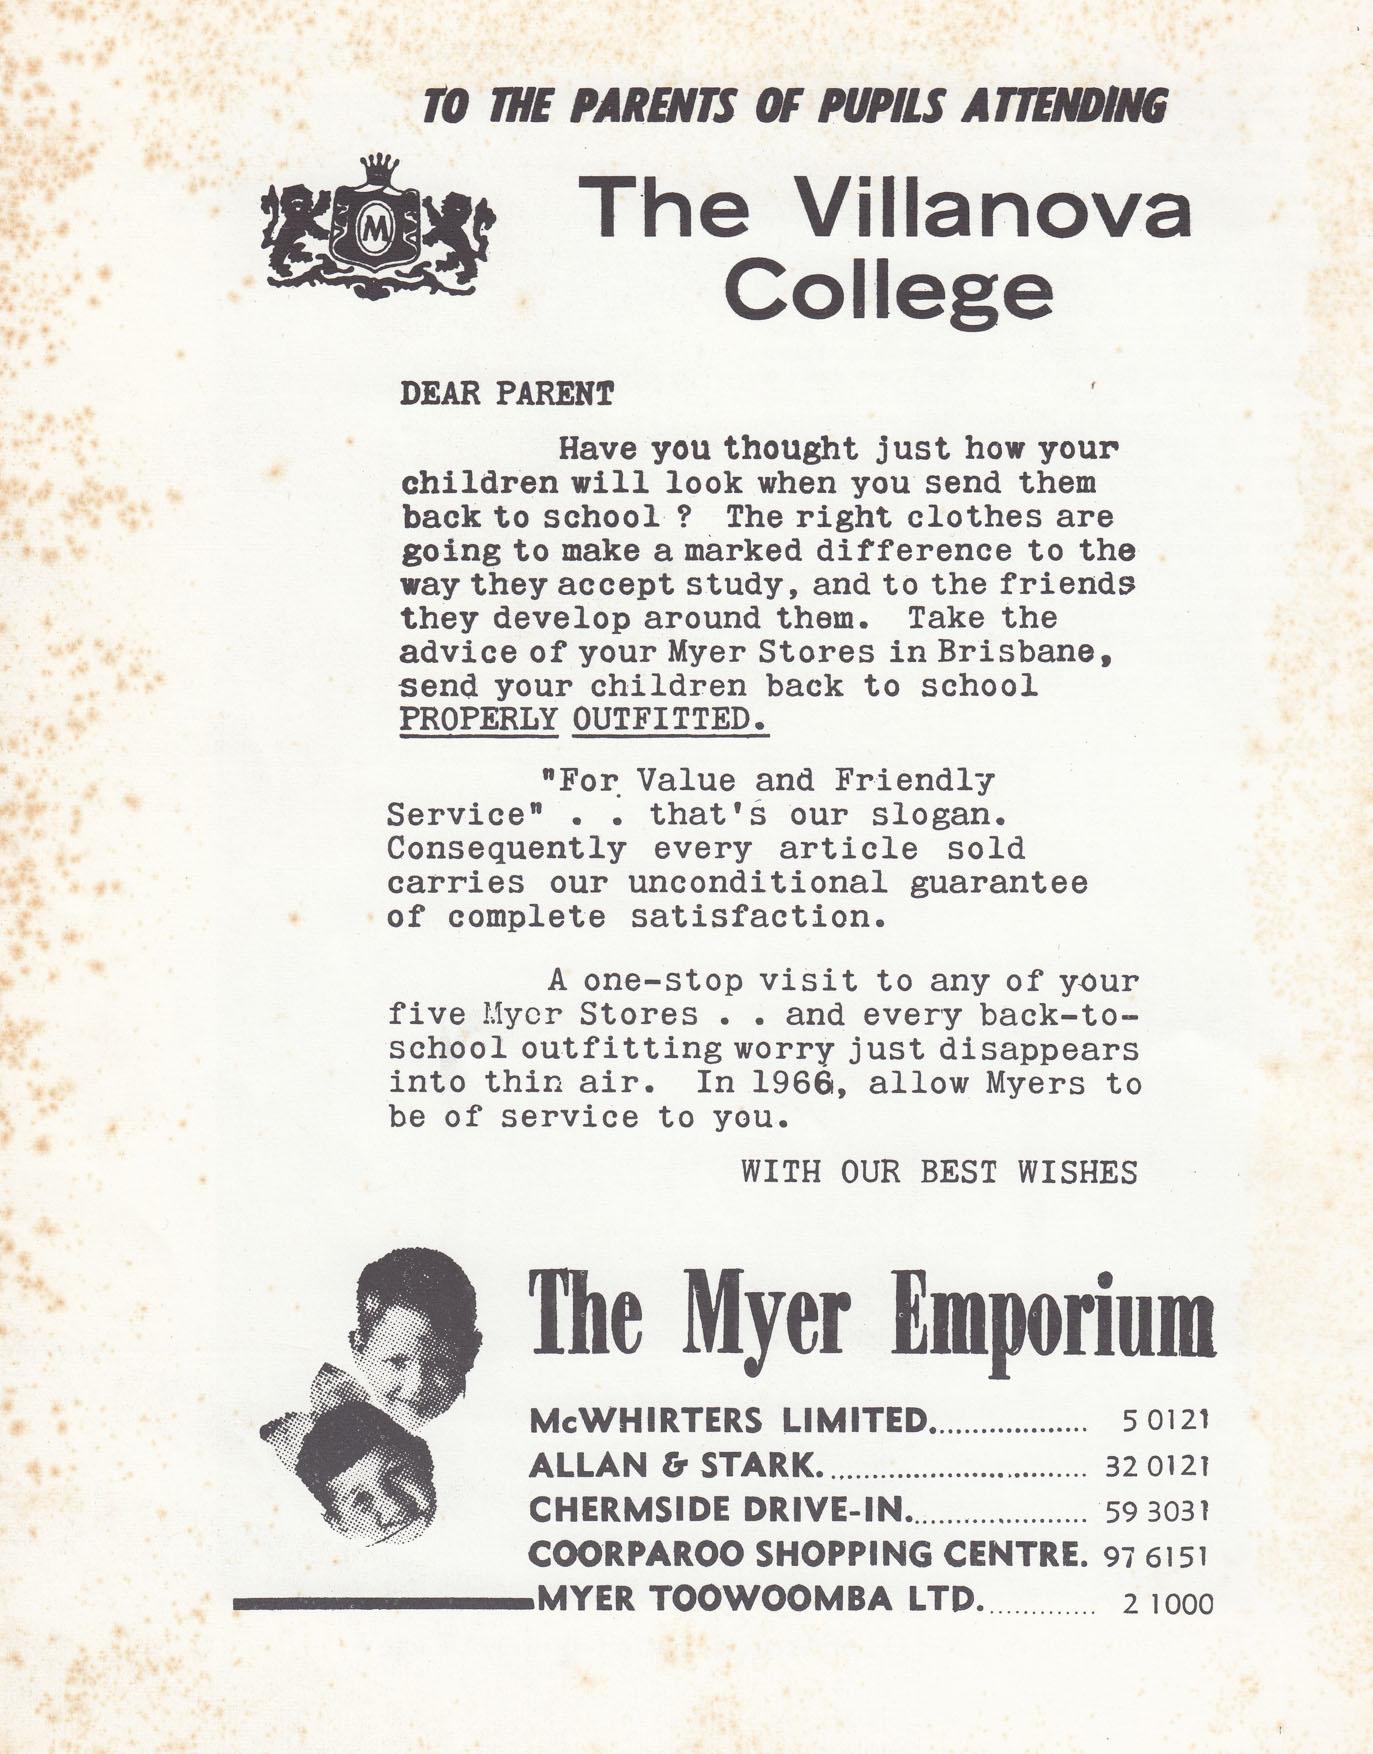 TO THE PARENTS OF PUPILS ATTENDING
M
The Villanova
College
DEAR PARENT
Have you thought just how your
children will look when you send them
back to school ? The right clothes are
going to make a marked difference to the
way they accept study, and to the friends
they develop around them. Take the
advice of your Myer Stores in Brisbane,
send your children back to school
PROPERLY OUTFITTED.
"For Value and Friendly
Service" . . that's our slogan.
Consequently every article sold
carries our unconditional guarantee
of complete satisfaction.
A one-stop visit to any of your
five Myer Stores . . and every back-to-
school outfitting worry just disappears
into thin air. In 1966, allow Myers to
be of service to you.
WITH OUR BEST WISHES
The Myer Emporium
McWHIRTERS LIMITED................... 5 0121
ALLAN & STARK................................ 32 0121
CHERMSIDE DRIVE-IN...................... 59 3031
COORPAROO SHOPPING CENTRE. 97 6151
MYER TOOWOOMBA LTD.............. 2 1000